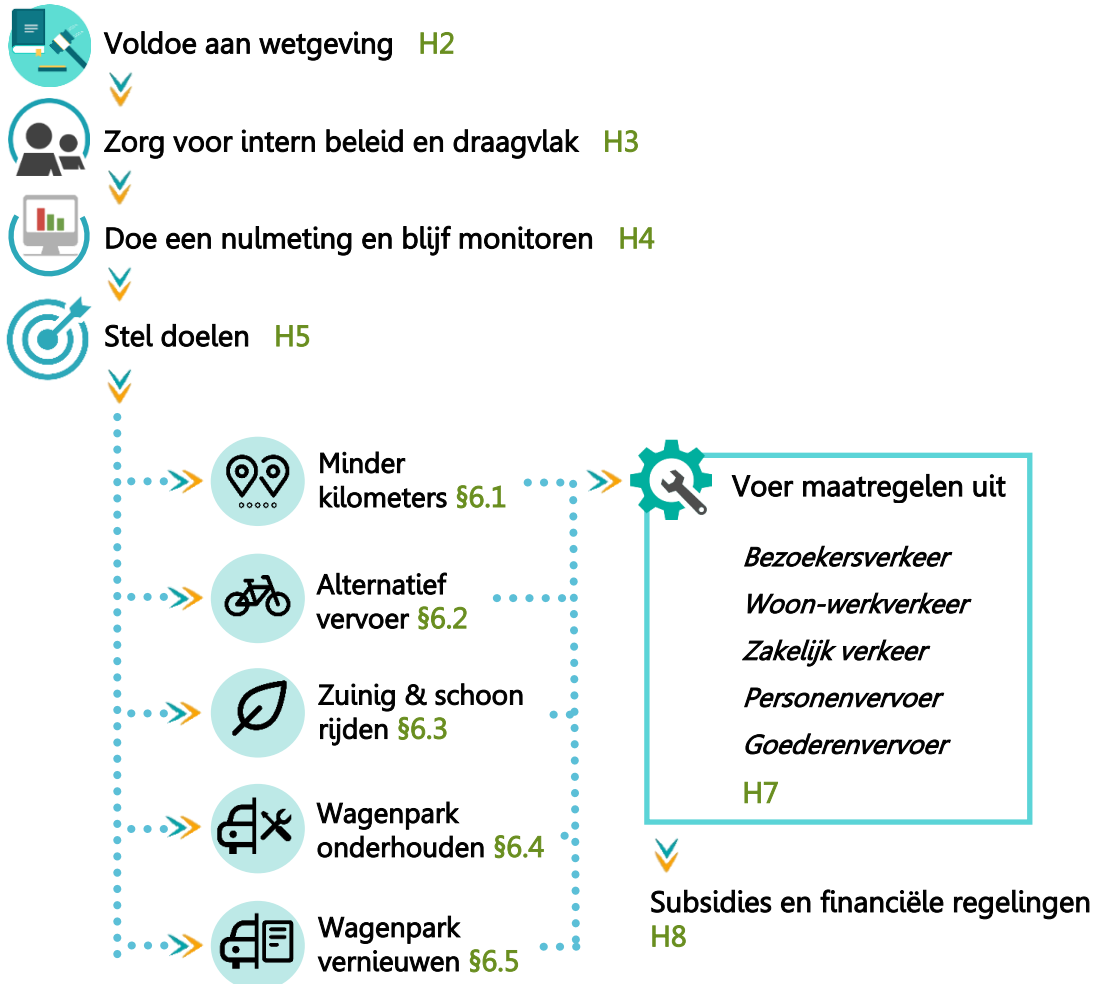 Voldoe aan wetgeving H2
Zorg voor intern beleid en draagvlak H3
Doe een nulmeting en blijf monitoren H4
Stel doelen H5
Minder
kilometers §6.1
Alternatief
vervoer §6.2
Zuinig & schoon
rijden §6.3
Wagenpark
onderhouden §6.4
Wagenpark
vernieuwen §6.5
Voer maatregelen uit
Bezoekersverkeer
Woon-werkverkeer
Zakelijk verkeer
Personenvervoer
Goederenvervoer
H7
Subsidies en financiële regelingen
H8